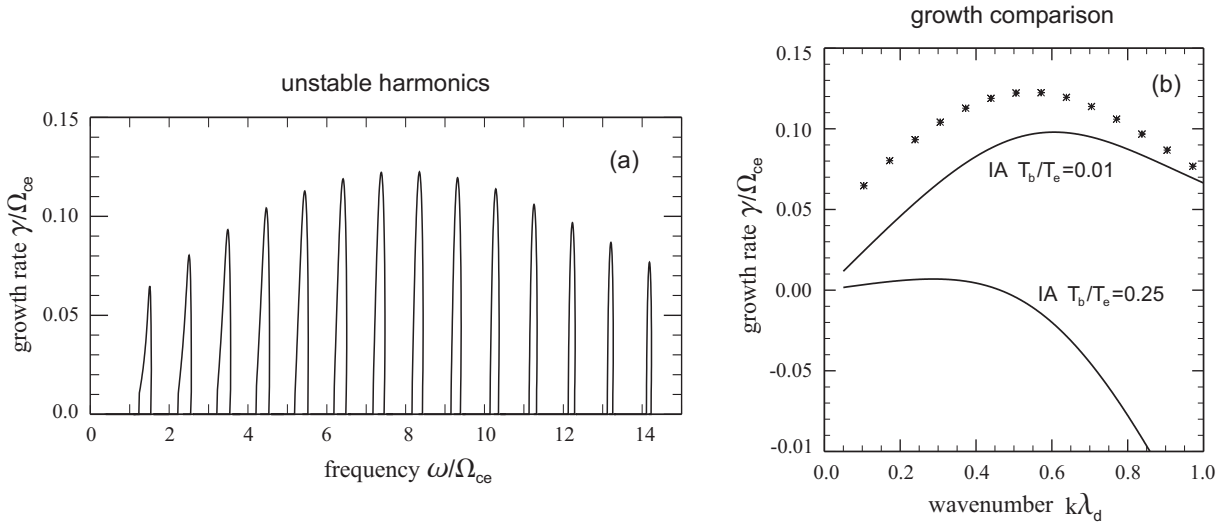 unstable harmonics
(a)
growth rate γ/Ωce
0.15
0.10
0.05
0.0
0 2 4 6 8 10 12 14
frequency ω/Ωce
growth comparison
(b)
growth rate γ/Ωce
0.15
0.10
0.05
0.00
-0.05
-0.01
IA Tb/Te=0.01
IA Tb/Te=0.25
0.0 0.2 0.4 0.6 0.8 1.0
wavenumber kλd